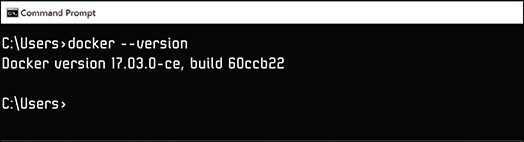 Command Prompt
C:\Users>docker --version
Docker version 17.03.0-ce, build 60ccb22
C:\Users>